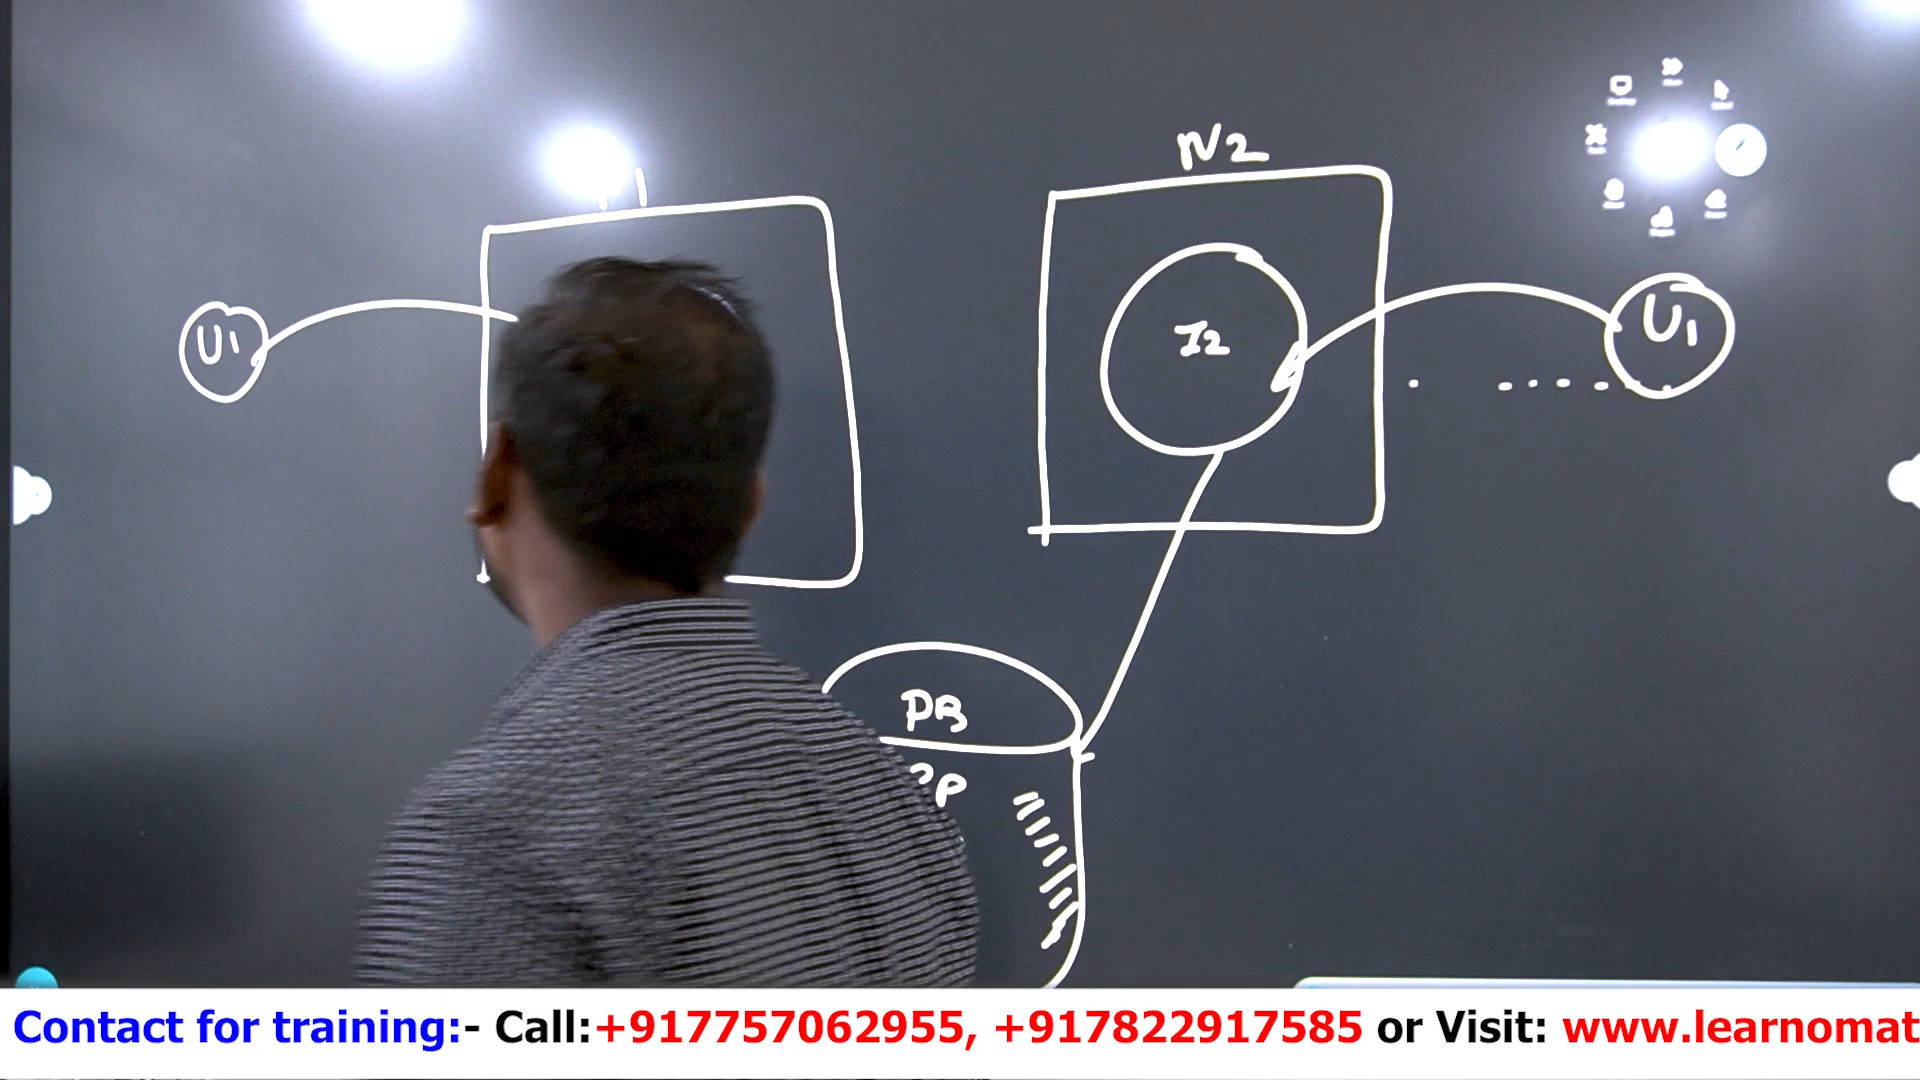 N2
U1
I2
U1
DB
Contact for training:- Call:+917757062955, +917822917585 or Visit: www.learnomat